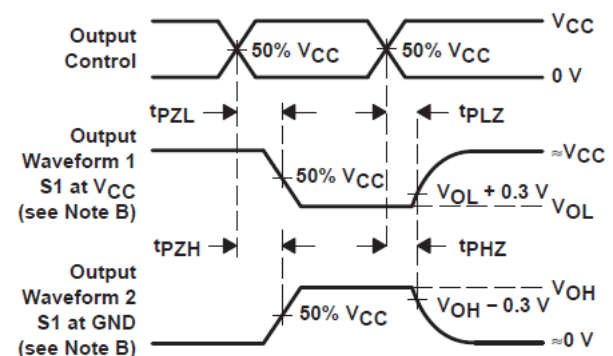 Output
Control
50% VCC
50% VCC
VCC
0 V
tPZL
tPLZ
Output
Waveform 1
S1 at VCC
(see Note B)
50% VCC
≈VCC
VOL + 0.3 V
VOL
tPZH
tPHZ
Output
Waveform 2
S1 at GND
(see Note B)
50% VCC
VOH
VOH − 0.3 V
≈0 V